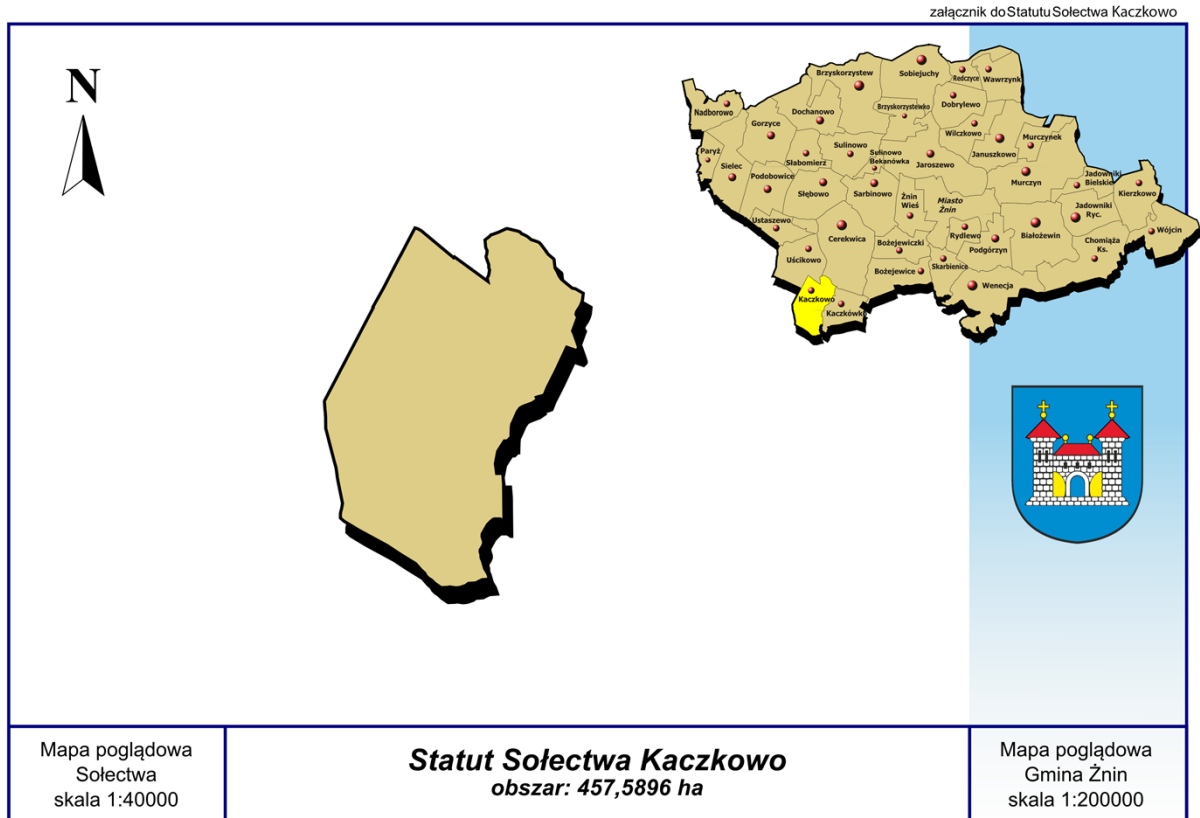 załącznik do Statutu Sołectwa Kaczkowo
N
Sobiejuchy
Brzyskorzystew
Redczyce
Wawrzynk
Nadborowo
Dochanowo
Brzyskorzystewko
Dobrylewo
Gorzyce
Wilczkowo
Januszkowo
Murczynek
Paryż
Sielec
Słabomierz
Sulinowo
Sulinowo
Bekanówka
Jaroszewo
Podobowice
Słębowo
Sarbinowo
Murczyn
Jadowniki
Bielskie
Kierzkowo
Żnin
Wieś
Miasto
Żnin
Jadowniki
Ryc.
Ustaszewo
Cerekwica
Rydlewo
Białożewin
Wójcin
Uścikowo
Bożejewiczki
Podgórzyn
Chomiąża
Ks.
Bożejewice
Skarbienice
Wenecja
Kaczkowo
Kaczkówko
Mapa poglądowa
Sołectwa
skala 1:40000
Statut Sołectwa Kaczkowo
obszar: 457,5896 ha
Mapa poglądowa
Gmina Żnin
skala 1:200000